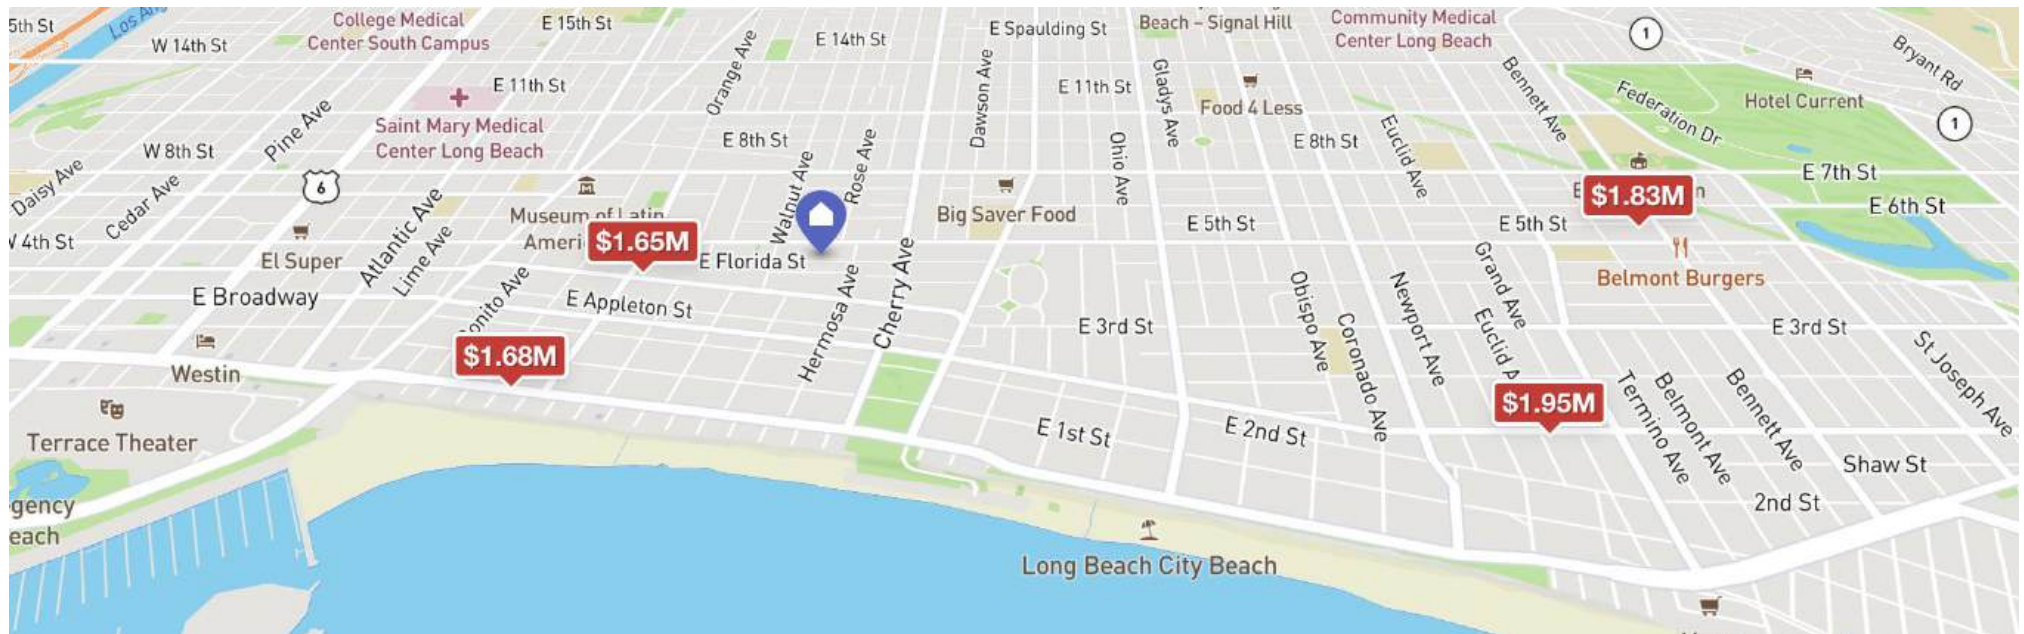 5th St
Los Ang
W 14th St
College Medical
Center South Campus
E 15th St
Orange Ave
E 14th St
E Spaulding St
Beach – Signal Hill
Community Medical
Center Long Beach
1
Bryant Rd
E 11th St
Saint Mary Medical
Center Long Beach
Pine Ave
W 8th St
Daisy Ave
Cedar Ave
6
E 8th St
Walnut Ave
Rose Ave
Dawson Ave
E 11th St
Gladys Ave
Ohio Ave
Food 4 Less
E 8th St
Euclid Ave
Bennett Ave
Federation Dr
Hotel Current
1
E 7th St
E 6th St
4th St
El Super
Atlantic Ave
Lime Ave
Museum of Latin
Ameri
$1.65M
E Florida St
Big Saver Food
E 5th St
E 5th St
$1.83M
Belmont Burgers
E Broadway
E Appleton St
Hermosa Ave
Cherry Ave
E 3rd St
Obispo Ave
Coronado Ave
Newport Ave
Grand Ave
Euclid A
E 3rd St
St Joseph Ave
$1.68M
Westin
$1.95M
Termino Ave
Belmont Ave
Bennett Ave
Terrace Theater
E 1st St
E 2nd St
Shaw St
2nd St
gency
each
Long Beach City Beach